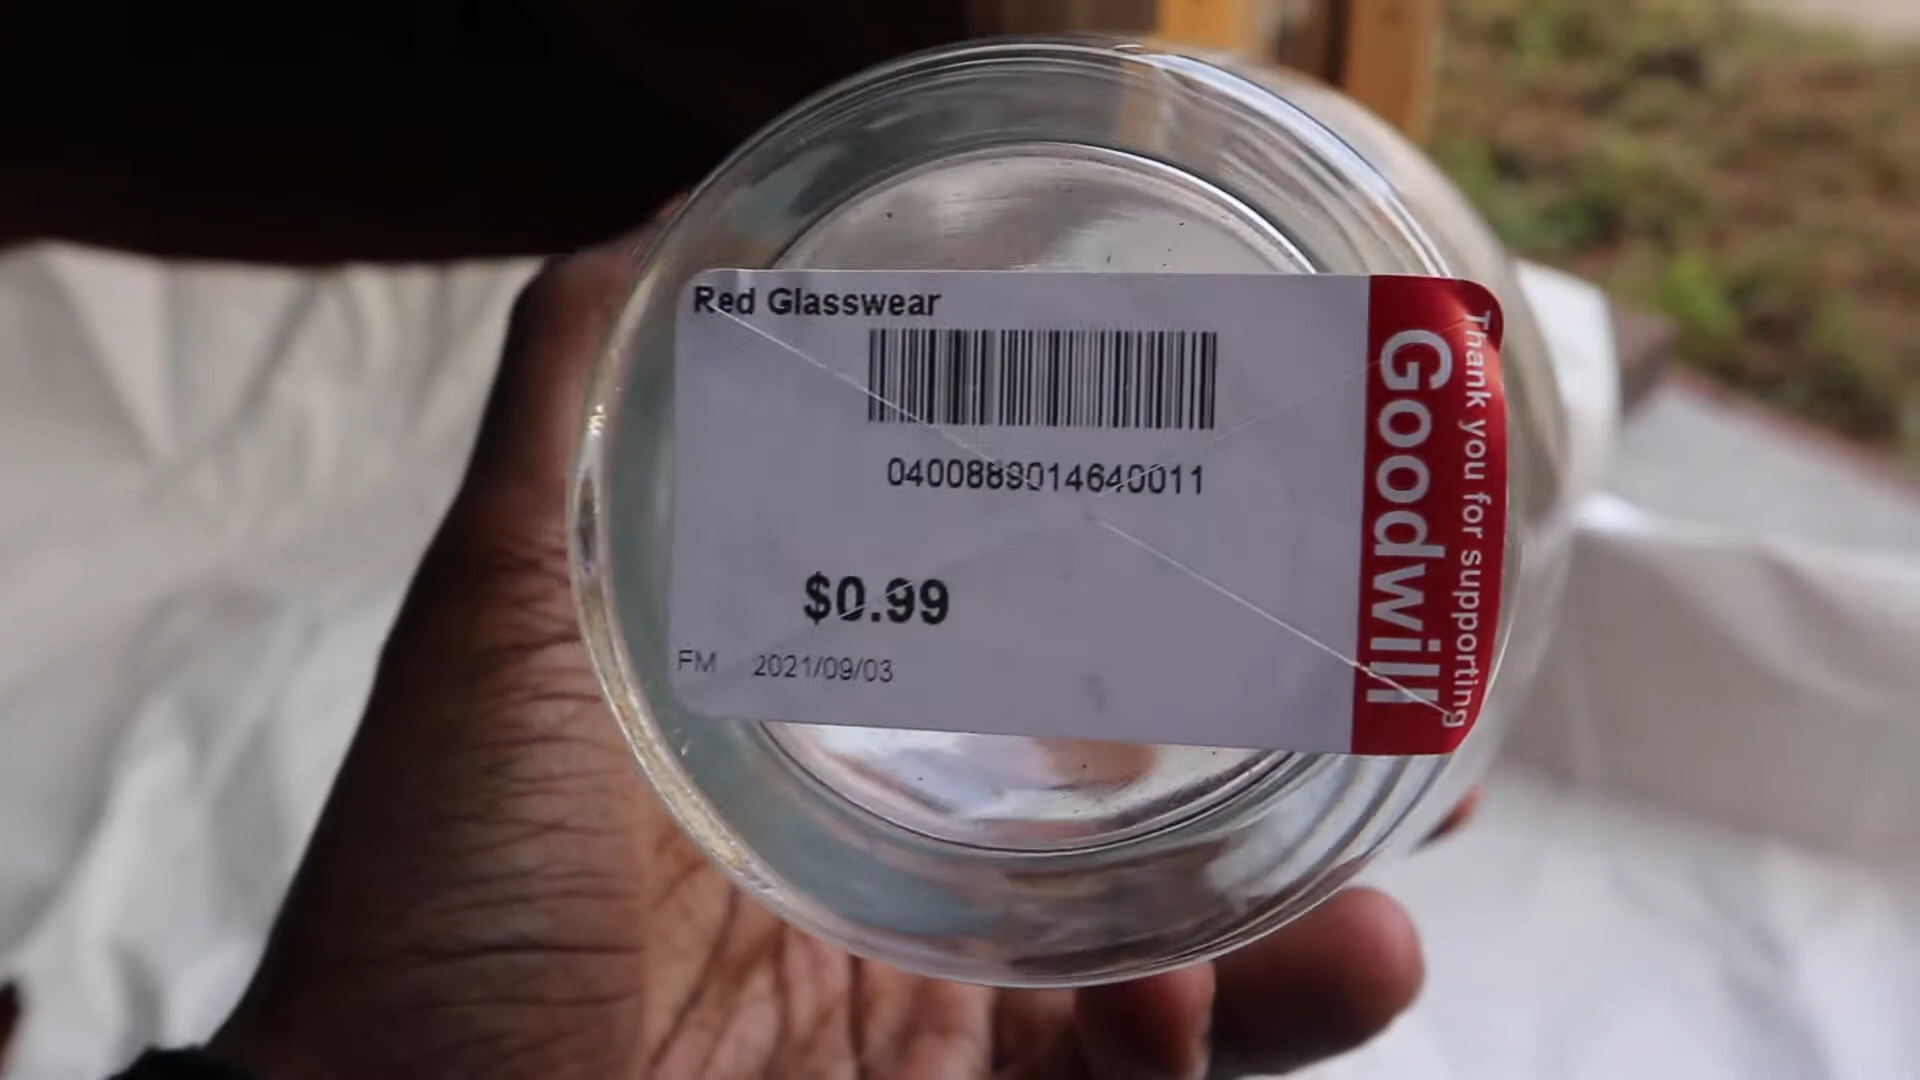 Red Glasswear
0400889014640011
$0.99
FM 2021/09/03
Thank you for supporting
Goodwill